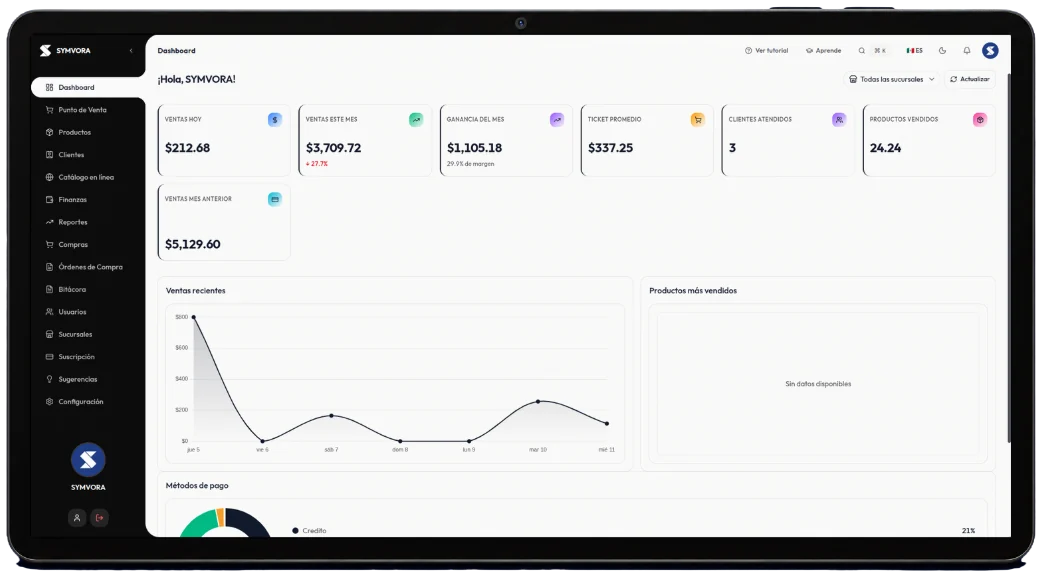 SYMVORA
Dashboard
Ver tutorial
Aprende
⌘ K
ES
Dashboard
Punto de Venta
Productos
Clientes
Catálogo en línea
Finanzas
Reportes
Compras
Órdenes de Compra
Bitácora
Usuarios
Sucursales
Suscripción
Sugerencias
Configuración
SYMVORA
¡Hola, SYMVORA!
Todas las sucursales
Actualizar
VENTAS HOY
$212.68
VENTAS ESTE MES
$3,709.72
↓ 27.7%
GANANCIA DEL MES
$1,105.18
29.9% de margen
TICKET PROMEDIO
$337.25
CLIENTES ATENDIDOS
3
PRODUCTOS VENDIDOS
24.24
VENTAS MES ANTERIOR
$5,129.60
Ventas recientes
$800
$600
$400
$200
$0
jue 5 vie 6 sáb 7 dom 8 lun 9 mar 10 mié 11
Productos más vendidos
Sin datos disponibles
Métodos de pago
Credito 21%